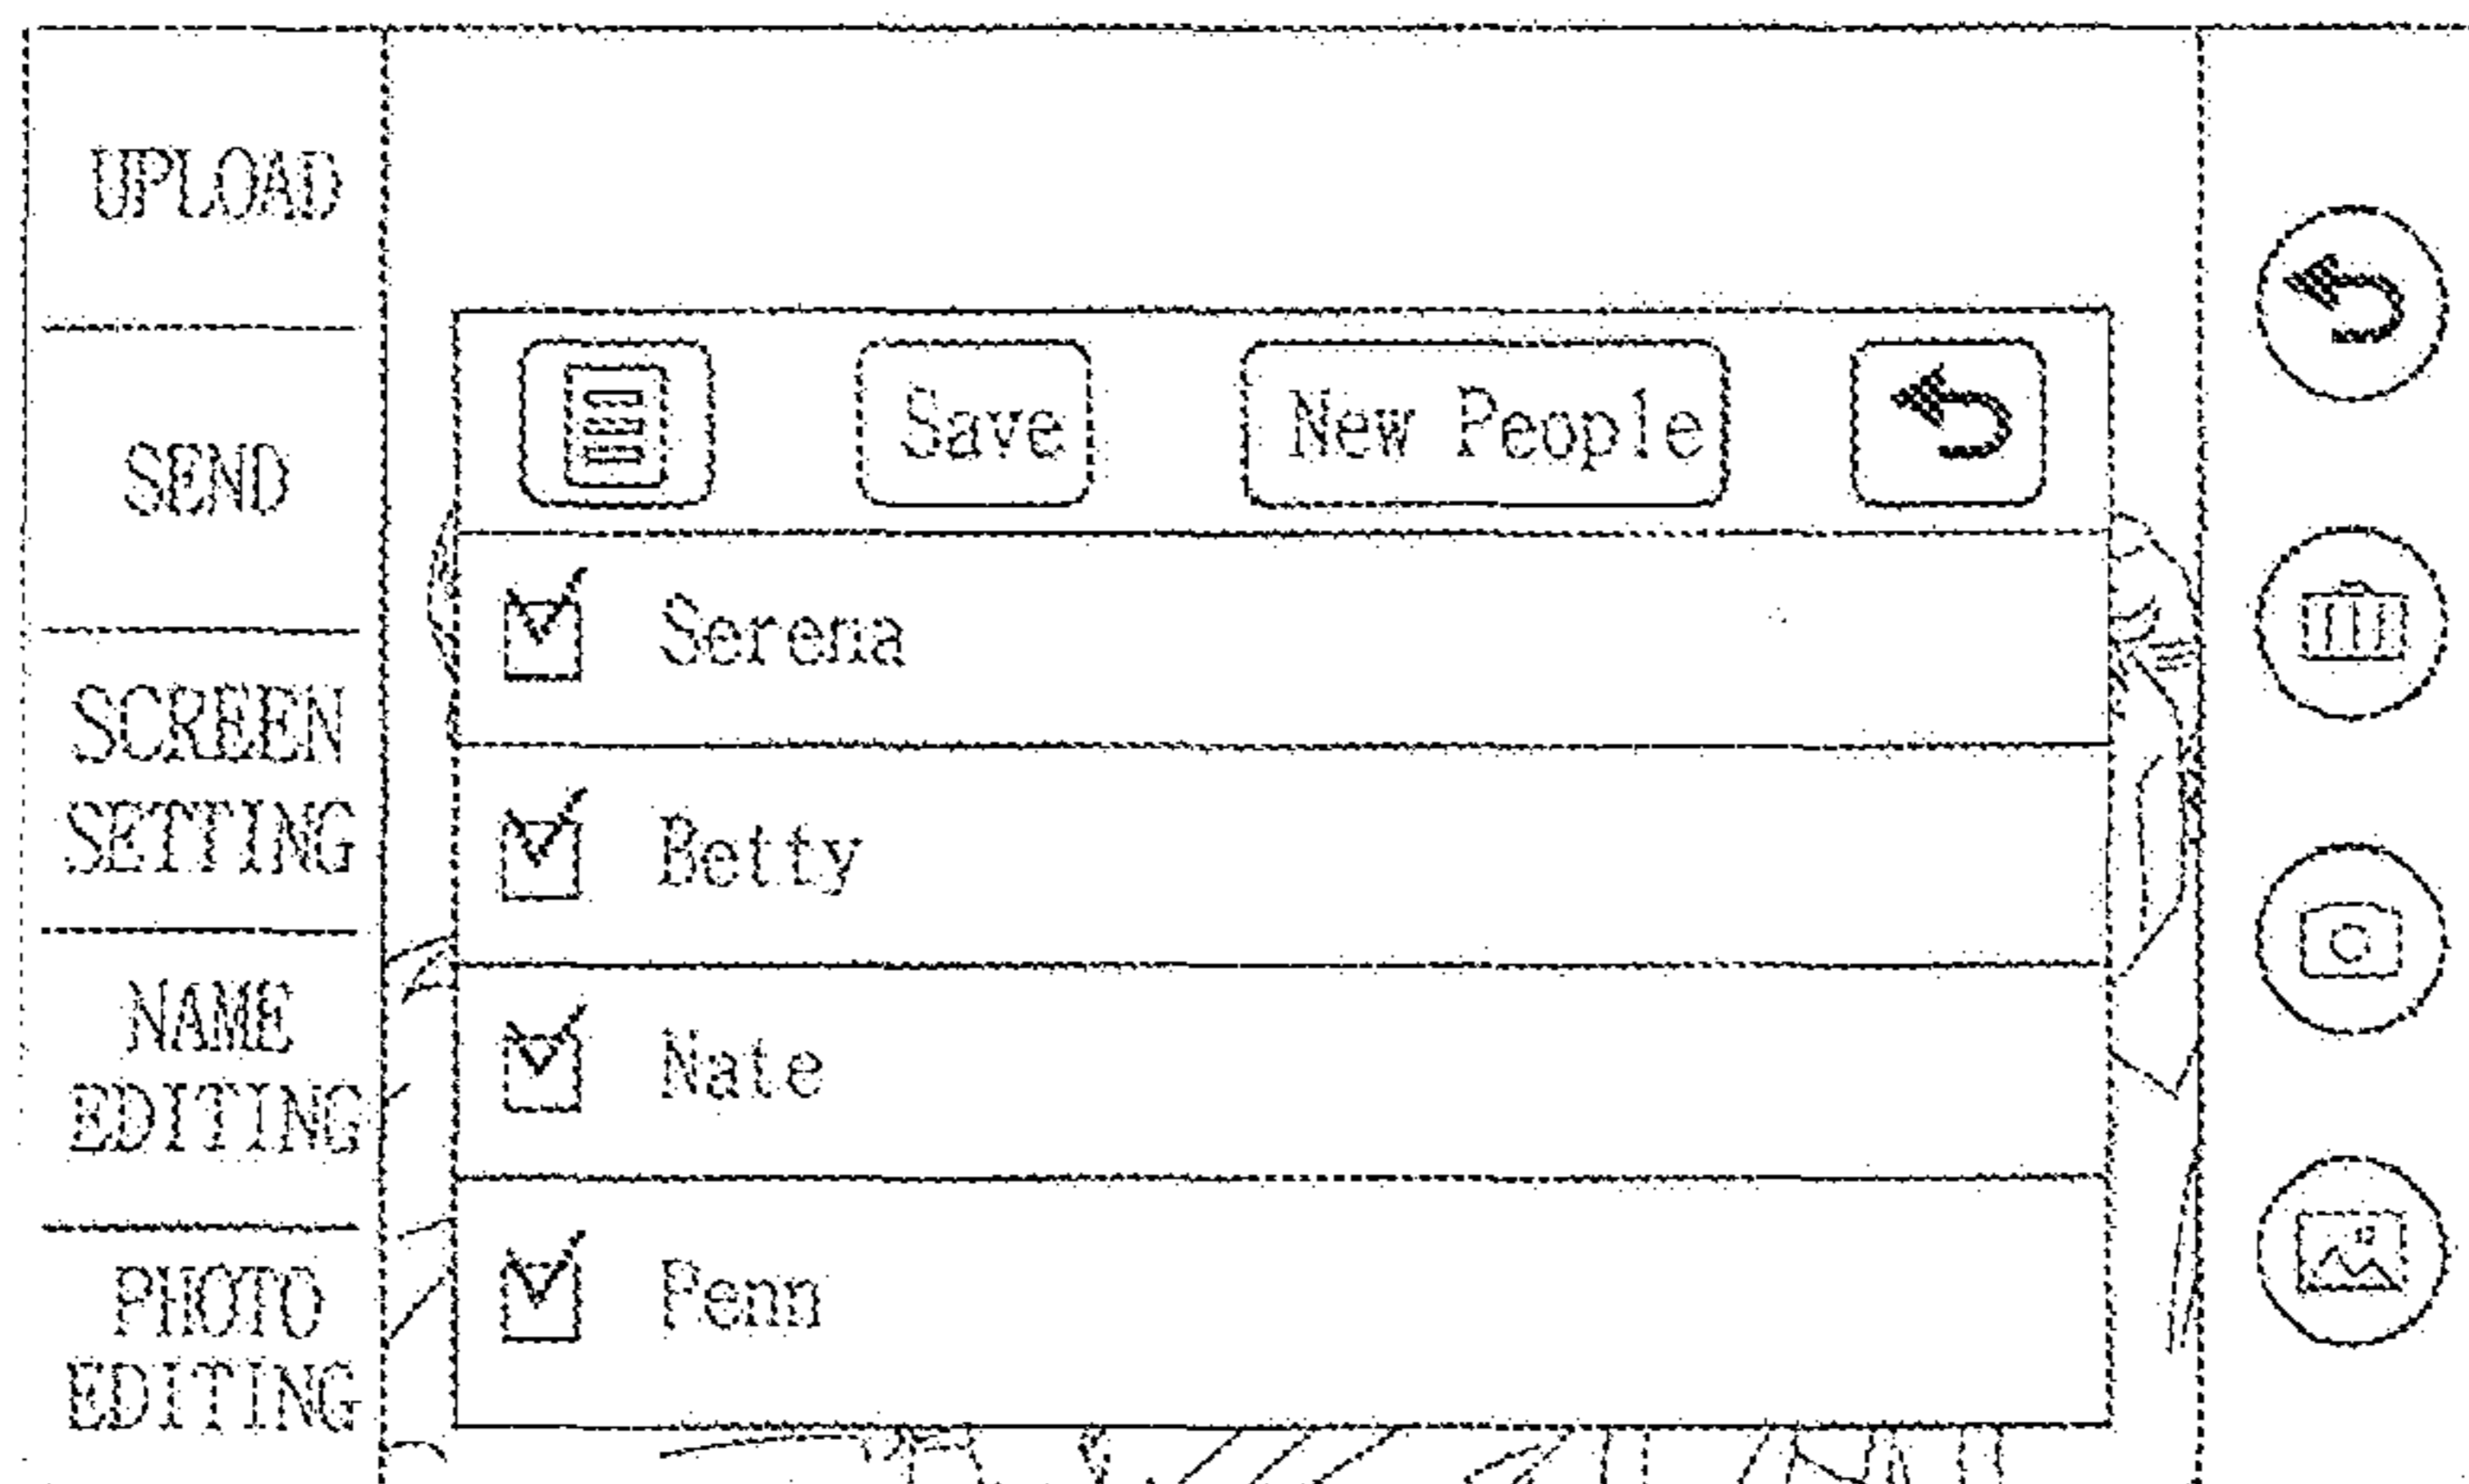 UPLOAD
SEND
SCREEN
SETTING
NAME
EDITING
PHOTO
EDITING
Save
New People
Serena
Betty
Nate
Penn